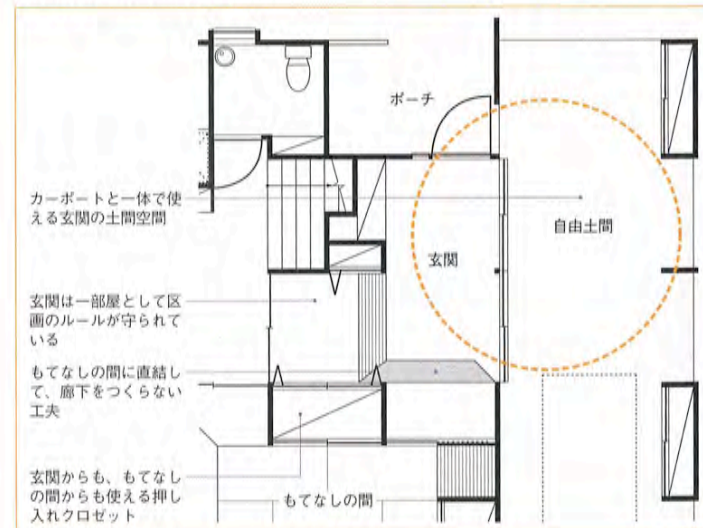 ポーチ
カーポートと一体で使
える玄関の土間空間
自由土間
玄関
玄関は一部屋として区
画のルールが守られて
いる
もてなしの間に直結し
て、廊下をつくらない
工夫
玄関からも、もてなし
の間からも使える押し
入れクロゼット
もてなしの間